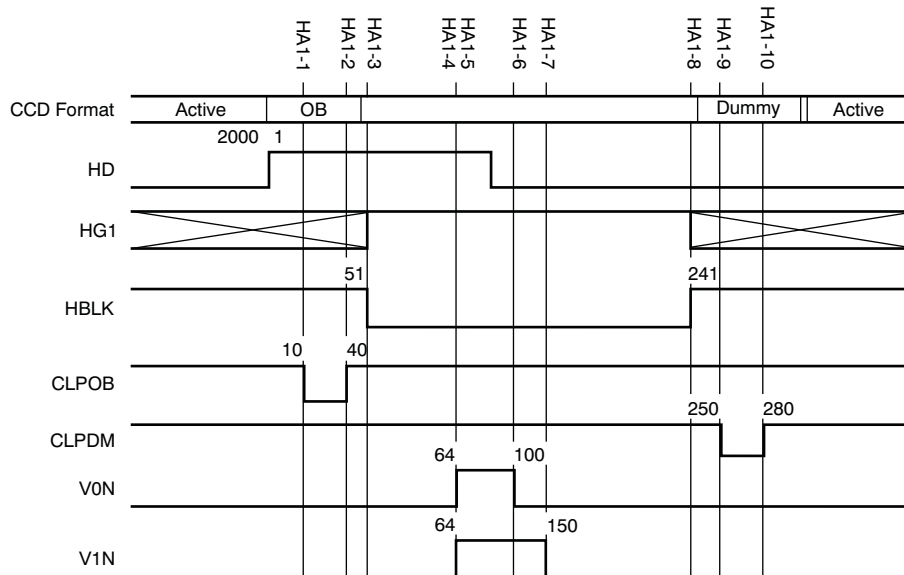 HA1-1
HA1-2
HA1-3
HA1-4
HA1-5
HA1-6
HA1-7
HA1-8
HA1-9
HA1-10
CCD Format Active OB Dummy Active
2000 1
HD
HG1
51 241
HBLK
10 40
CLPOB
250 280
CLPDM
64 100
V0N
64 150
V1N